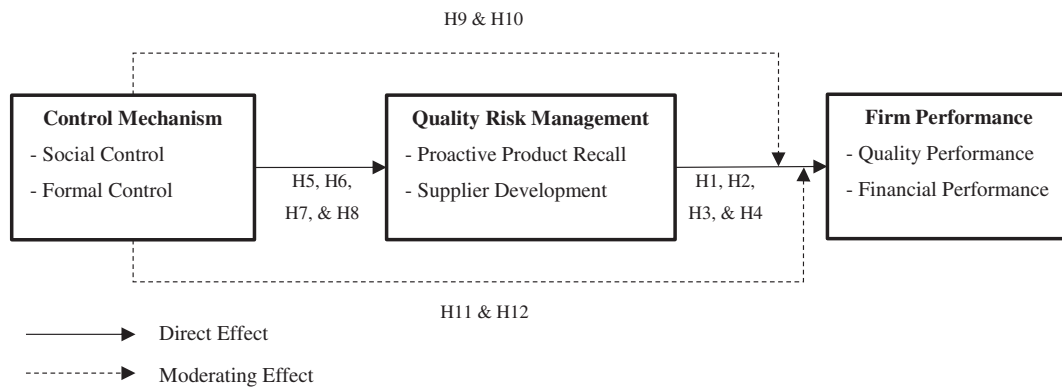 H9 & H10
Control Mechanism
- Social Control
- Formal Control
H5, H6,
H7, & H8
Quality Risk Management
- Proactive Product Recall
- Supplier Development
H1, H2,
H3, & H4
Firm Performance
- Quality Performance
- Financial Performance
H11 & H12
Direct Effect
Moderating Effect